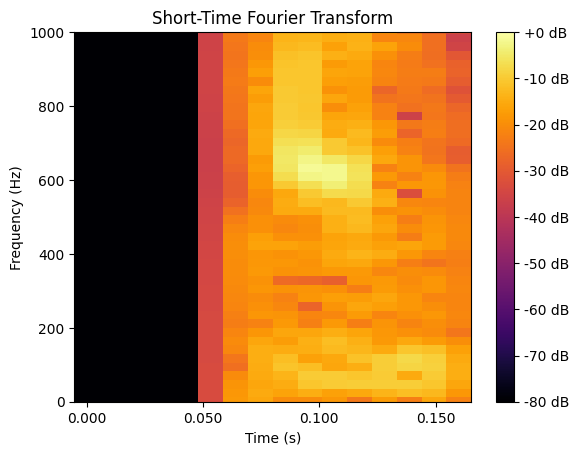 Short-Time Fourier Transform
1000
800
600
400
200
0
Frequency (Hz)
0.000
0.050
0.100
0.150
Time (s)
+0 dB
-10 dB
-20 dB
-30 dB
-40 dB
-50 dB
-60 dB
-70 dB
-80 dB